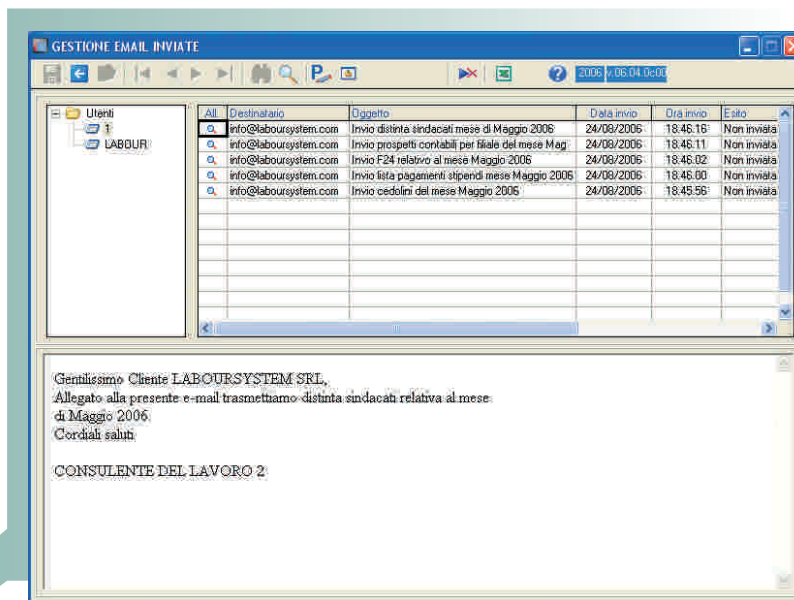 GESTIONE EMAIL INVIATE
2006 v.06.04.0c00
Utenti
1
LABOUR
All. Destinatario Oggetto Data invio Ora invio Esito
info@laboursystem.com Invio distinta sindacati mese di Maggio 2006 24/08/2006 18.46.16 Non inviata
info@laboursystem.com Invio prospetti contabili per filiale del mese Mag 24/08/2006 18.46.11 Non inviata
info@laboursystem.com Invio F24 relativo al mese Maggio 2006 24/08/2006 18.46.02 Non inviata
info@laboursystem.com Invio lista pagamenti stipendi mese Maggio 2006 24/08/2006 18.46.00 Non inviata
info@laboursystem.com Invio cedolini del mese Maggio 2006 24/08/2006 18.45.56 Non inviata
Gentilissimo Cliente LABOURSYSTEM SRL,
Allegato alla presente e-mail trasmettiamo distinta sindacati relativa al mese
di Maggio 2006.
Cordiali saluti
CONSULENTE DEL LAVORO 2